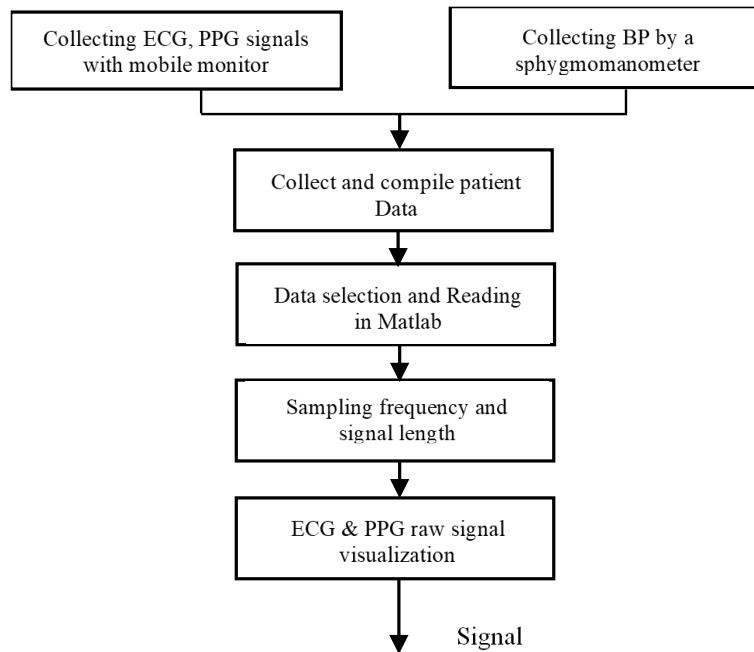 Collecting ECG, PPG signals
with mobile monitor
Collecting BP by a
sphygmomanometer
Collect and compile patient
Data
Data selection and Reading
in Matlab
Sampling frequency and
signal length
ECG & PPG raw signal
visualization
Signal